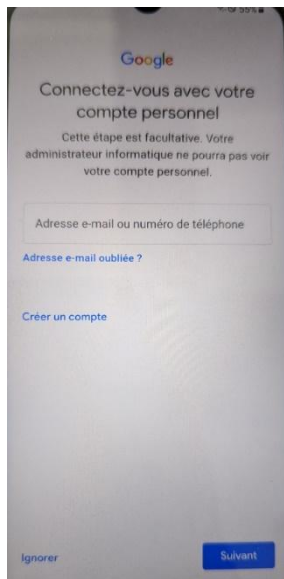 Google
Connectez-vous avec votre
compte personnel
Cette étape est facultative. Votre
administrateur informatique ne pourra pas voir
votre compte personnel.
Adresse e-mail ou numéro de téléphone
Adresse e-mail oubliée ?
Créer un compte
Ignorer
Suivant